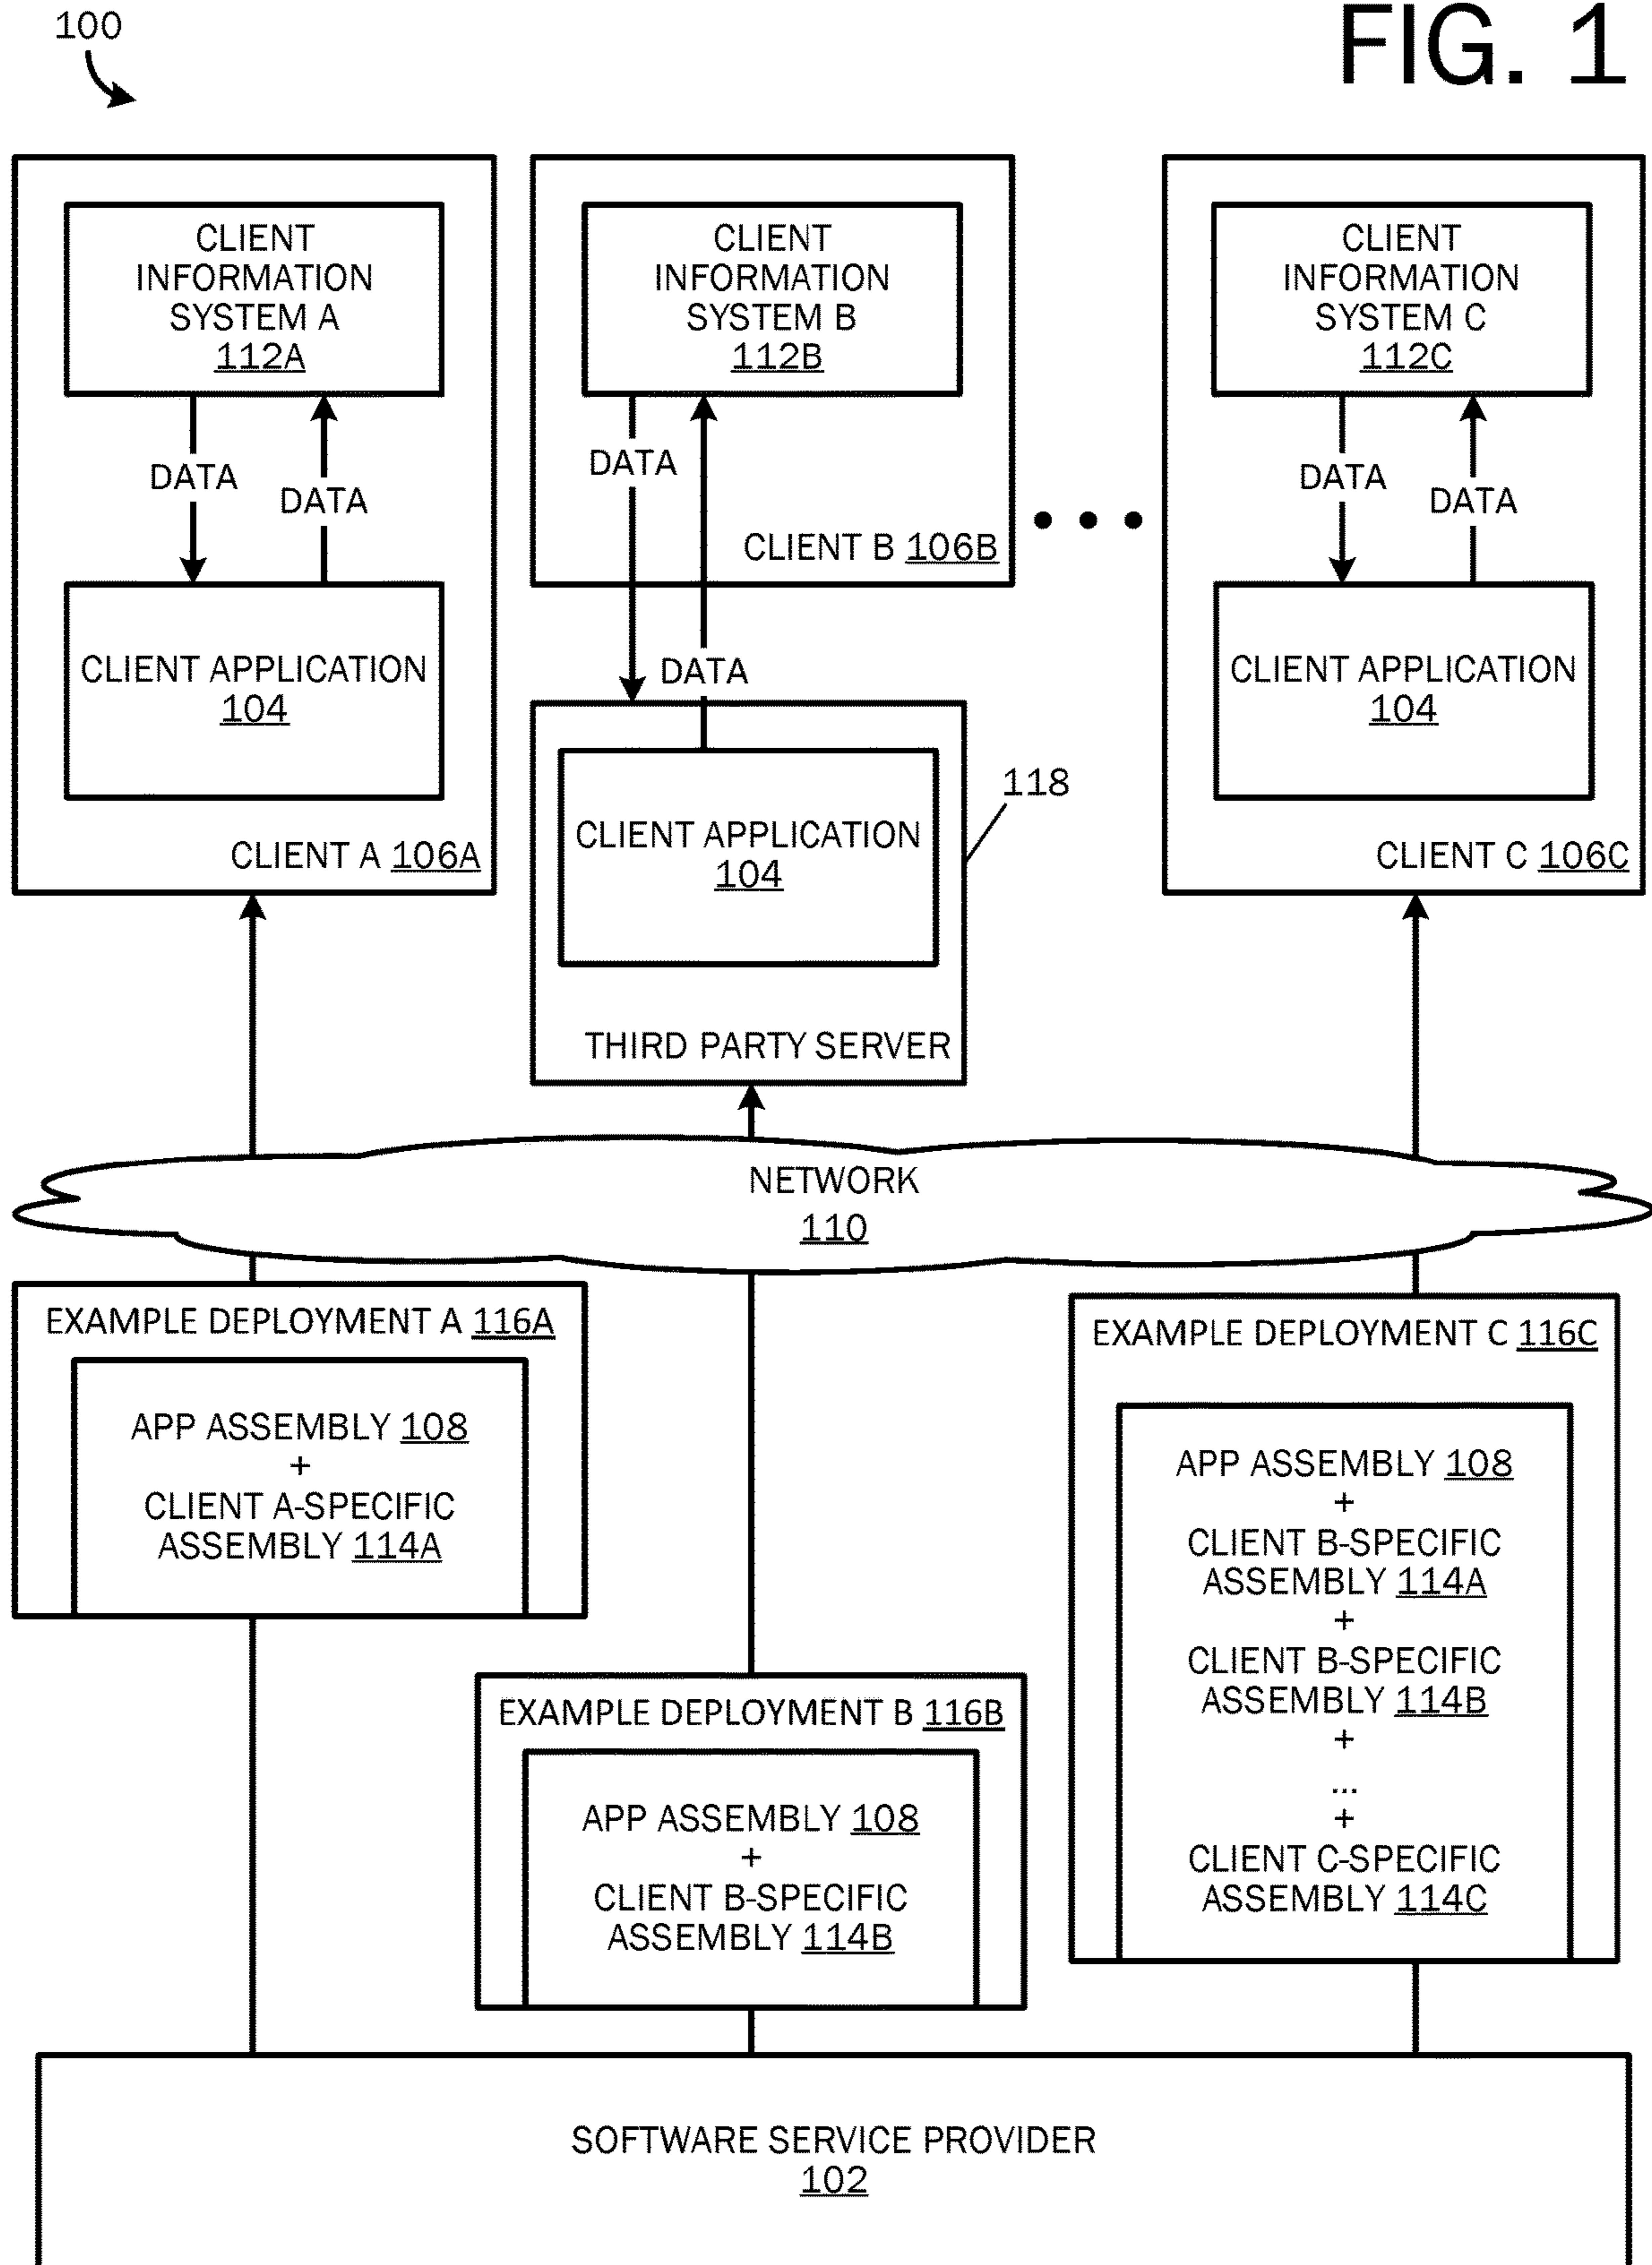 100
FIG. 1
CLIENT
INFORMATION
SYSTEM A
112A
DATA
DATA
CLIENT APPLICATION
104
CLIENT A 106A
CLIENT
INFORMATION
SYSTEM B
112B
DATA
CLIENT B 106B
DATA
CLIENT APPLICATION
104
118
THIRD PARTY SERVER
CLIENT
INFORMATION
SYSTEM C
112C
DATA
DATA
CLIENT APPLICATION
104
CLIENT C 106C
NETWORK
110
EXAMPLE DEPLOYMENT A 116A
APP ASSEMBLY 108
+
CLIENT A-SPECIFIC
ASSEMBLY 114A
EXAMPLE DEPLOYMENT B 116B
APP ASSEMBLY 108
+
CLIENT B-SPECIFIC
ASSEMBLY 114B
EXAMPLE DEPLOYMENT C 116C
APP ASSEMBLY 108
+
CLIENT B-SPECIFIC
ASSEMBLY 114A
+
CLIENT B-SPECIFIC
ASSEMBLY 114B
+
...
+
CLIENT C-SPECIFIC
ASSEMBLY 114C
SOFTWARE SERVICE PROVIDER
102